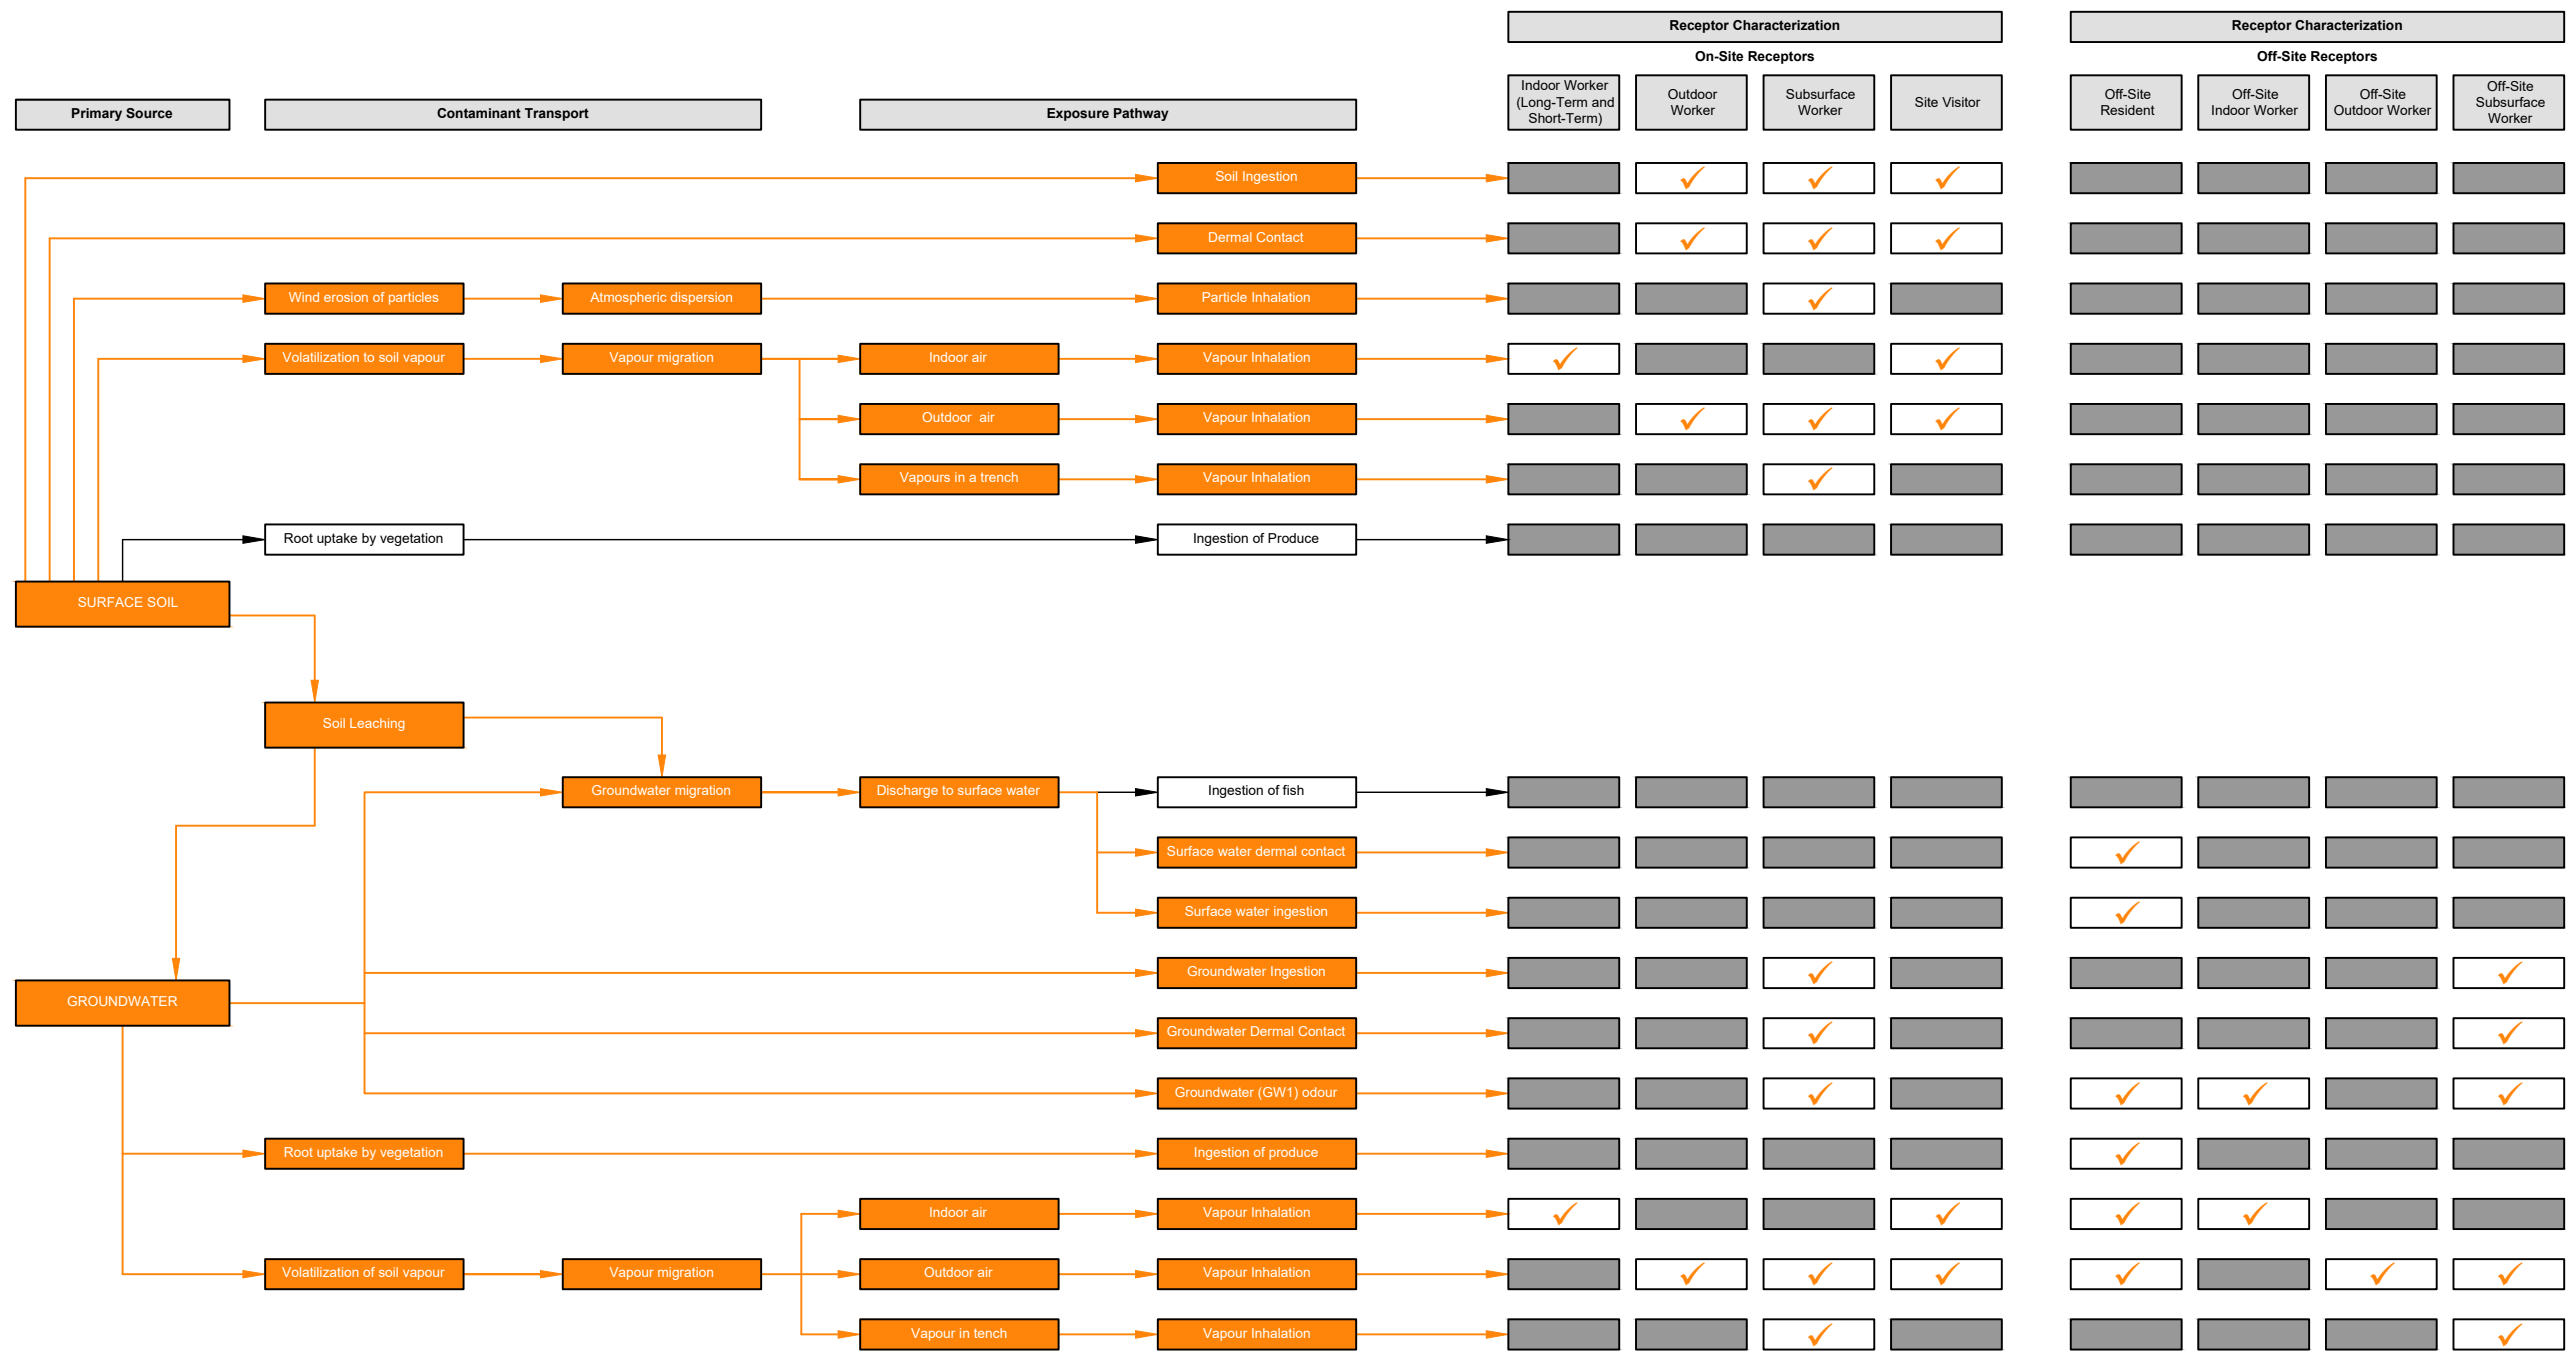 Receptor Characterization
Receptor Characterization
On-Site Receptors
Off-Site Receptors
Primary Source
Contaminant Transport
Exposure Pathway
Indoor Worker
(Long-Term and
Short-Term)
Outdoor
Worker
Subsurface
Worker
Site Visitor
Off-Site
Resident
Off-Site
Indoor Worker
Off-Site
Outdoor Worker
Off-Site
Subsurface
Worker
Soil Ingestion
Dermal Contact
Wind erosion of particles
Atmospheric dispersion
Particle Inhalation
Volatilization to soil vapour
Vapour migration
Indoor air
Vapour Inhalation
Outdoor air
Vapour Inhalation
Vapours in a trench
Vapour Inhalation
Root uptake by vegetation
Ingestion of Produce
SURFACE SOIL
Soil Leaching
Groundwater migration
Discharge to surface water
Ingestion of fish
Surface water dermal contact
Surface water ingestion
Groundwater Ingestion
GROUNDWATER
Groundwater Dermal Contact
Groundwater (GW1) odour
Root uptake by vegetation
Ingestion of produce
Indoor air
Vapour Inhalation
Volatilization of soil vapour
Vapour migration
Outdoor air
Vapour Inhalation
Vapour in tench
Vapour Inhalation